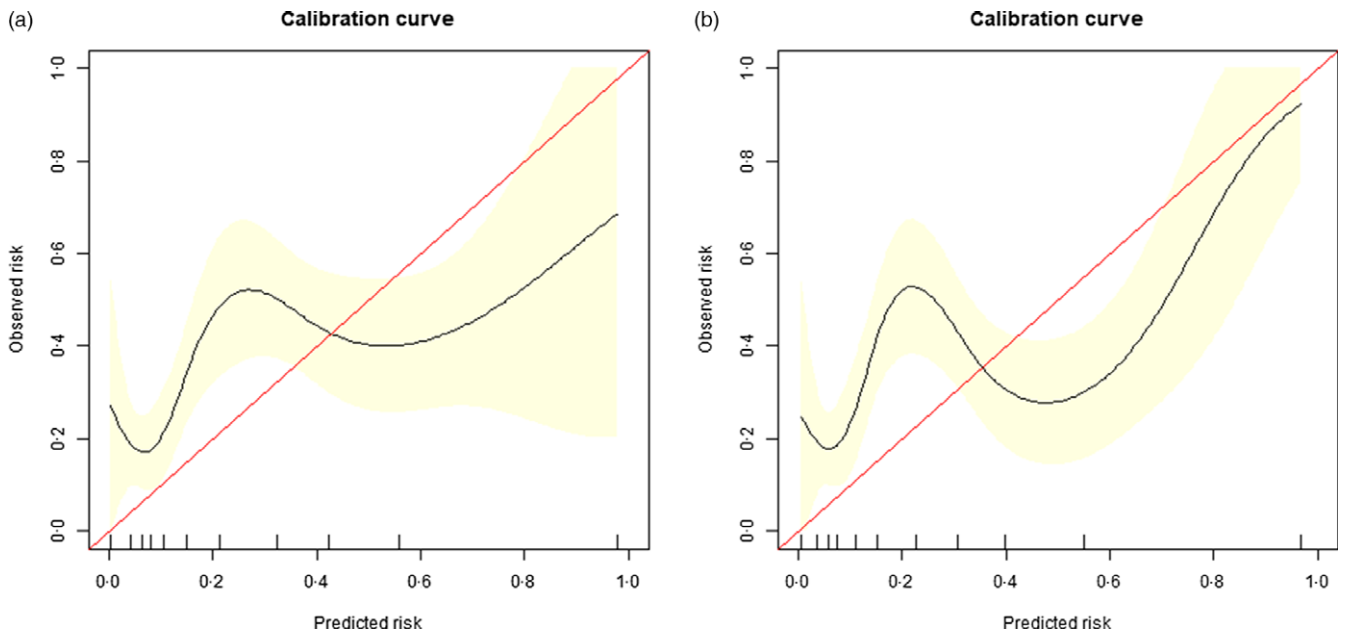 (a)
Calibration curve
Observed risk
1·0
0·8
0·6
0·4
0·2
0·0
0·0 0·2 0·4 0·6 0·8 1·0
Predicted risk
(b)
Calibration curve
Observed risk
1·0
0·8
0·6
0·4
0·2
0·0
0·0 0·2 0·4 0·6 0·8 1·0
Predicted risk